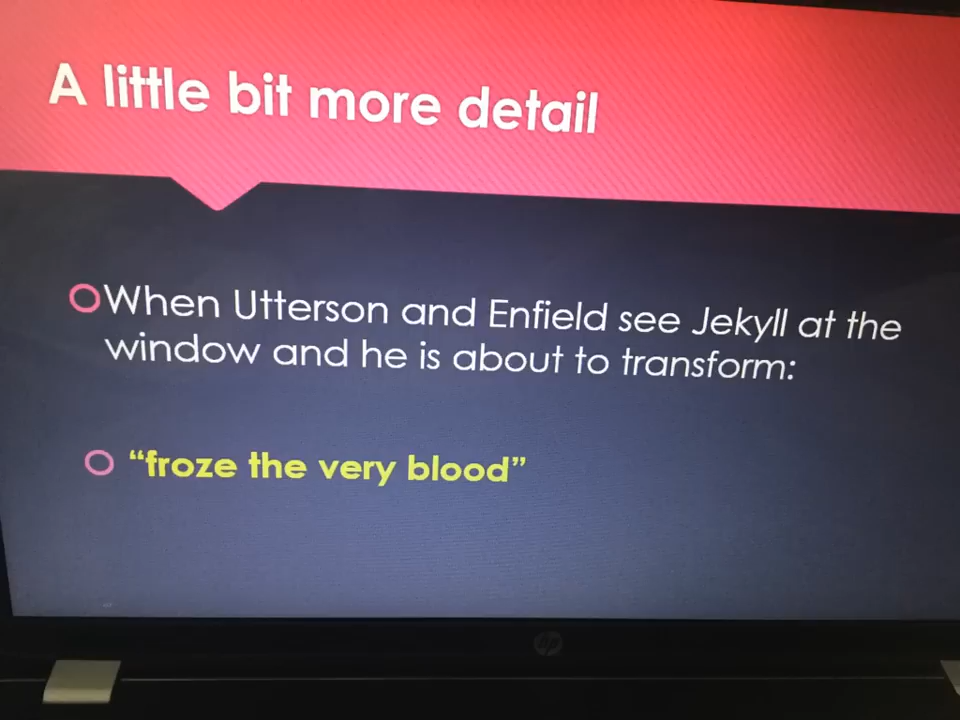 A little bit more detail
When Utterson and Enfield see Jekyll at the
window and he is about to transform:
“froze the very blood”
hp